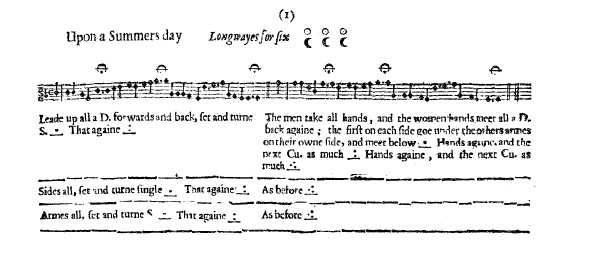 (1)
Upon a Summers day Longwayes for six
Leade up all a D. forwards and back, set and turne
S. That againe
The men take all hands, and the women hands meet all a D.
back againe; the first on each side goe under the others armes
on their owne side, and meet below. Hands againe, and the
next Cu. as much Hands againe, and the next Cu. as
much
Sides all, set and turne single That againe As before
Armes all, set and turne S That againe As before